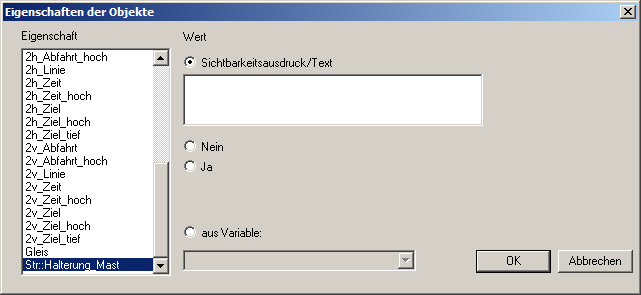 Eigenschaften der Objekte
Eigenschaft
2h_Abfahrt_hoch
2h_Linie
2h_Zeit
2h_Zeit_hoch
2h_Ziel
2h_Ziel_hoch
2h_Ziel_tief
2v_Abfahrt
2v_Abfahrt_hoch
2v_Linie
2v_Zeit
2v_Zeit_hoch
2v_Ziel
2v_Ziel_hoch
2v_Ziel_tief
Gleis
Str::Halterung_Mast
Wert
Sichtbarkeitsausdruck/Text
Nein
Ja
aus Variable:
OK
Abbrechen